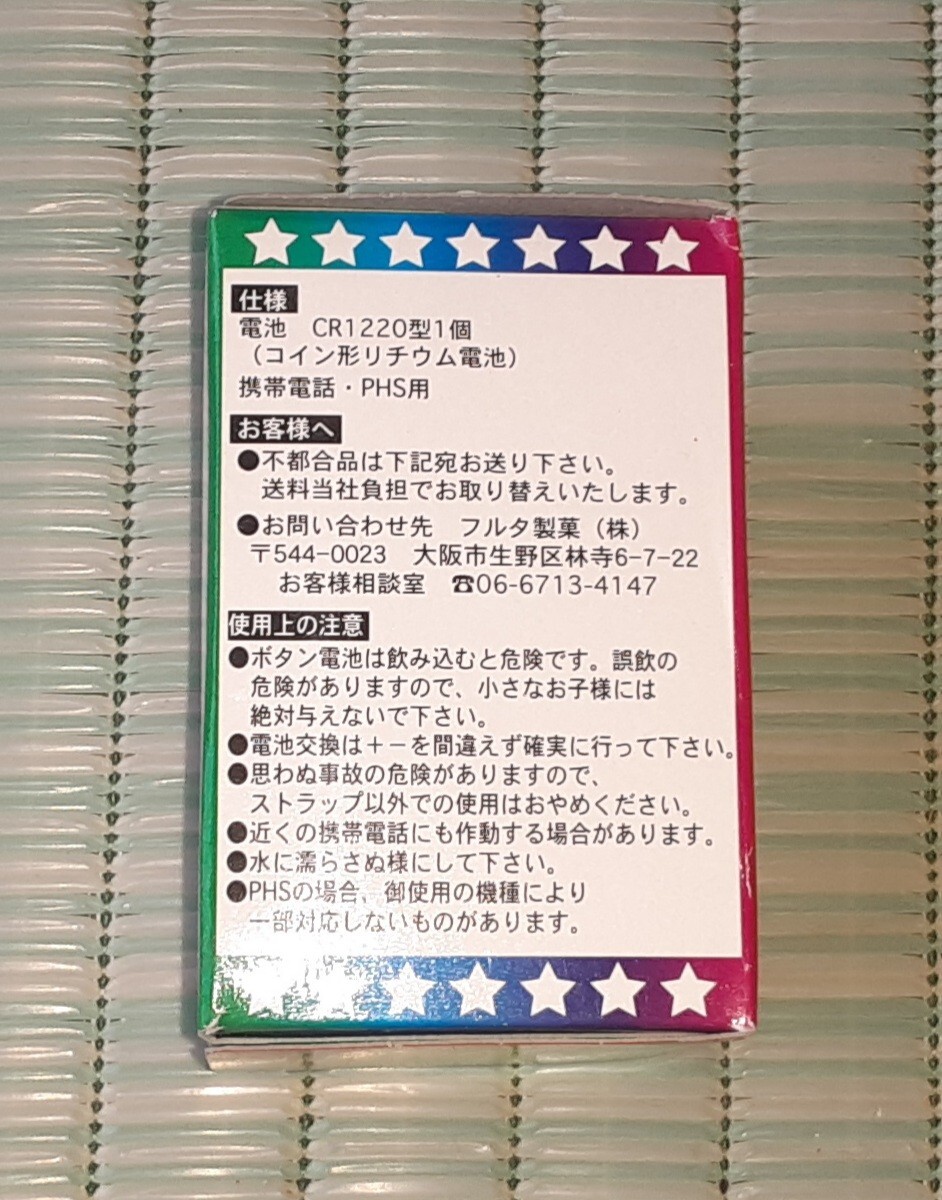 仕様
電池　CR1220型1個
（コイン形リチウム電池）
携帯電話・PHS用
お客様へ
●不都合品は下記宛お送り下さい。
送料当社負担でお取り替えいたします。
●お問い合わせ先　フルタ製菓（株）
〒544-0023　大阪市生野区林寺6-7-22
お客様相談室　☎06-6713-4147
使用上の注意
●ボタン電池は飲み込むと危険です。誤飲の
危険がありますので、小さなお子様には
絶対与えないで下さい。
●電池交換は＋－を間違えず確実に行って下さい。
●思わぬ事故の危険がありますので、
ストラップ以外での使用はおやめください。
●近くの携帯電話にも作動する場合があります。
●水に濡らさぬ様にして下さい。
●PHSの場合、御使用の機種により
一部対応しないものがあります。